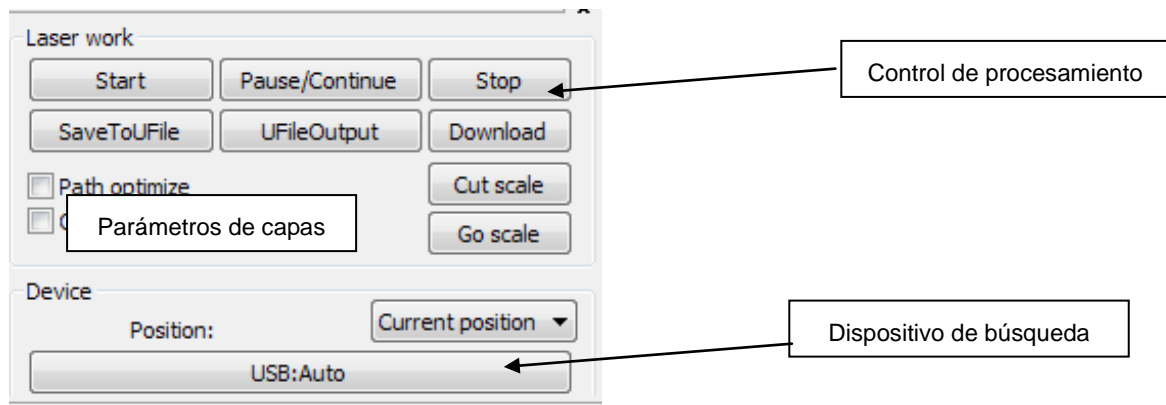 Laser work
Start Pause/Continue Stop
Control de procesamiento
SaveToUFile UFileOutput Download
Path optimize Cut scale
Parámetros de capas
Go scale
Device
Position: Current position
Dispositivo de búsqueda
USB:Auto